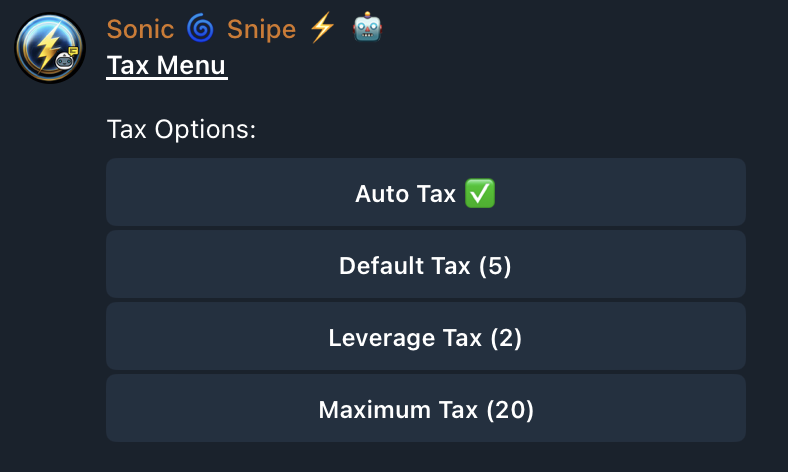 Sonic 🌀 Snipe ⚡ 🤖
Tax Menu
Tax Options:
Auto Tax ✅
Default Tax (5)
Leverage Tax (2)
Maximum Tax (20)